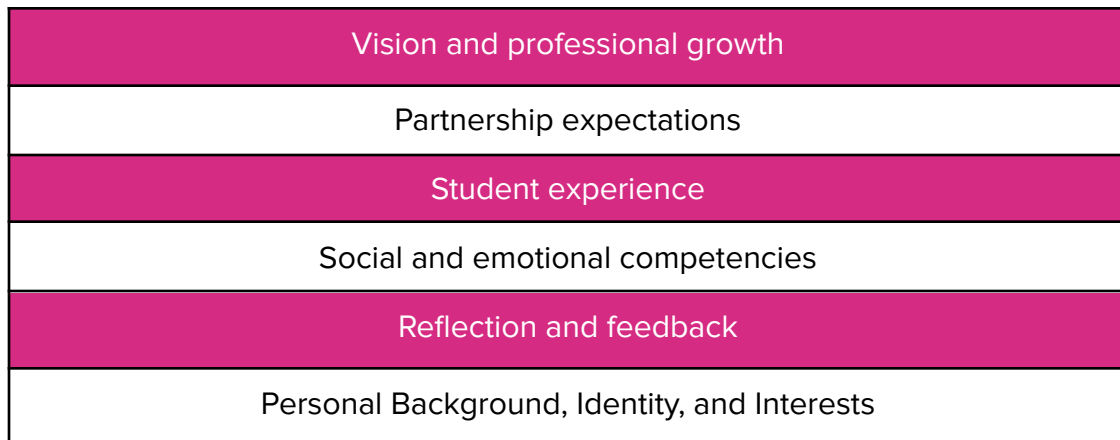 Vision and professional growth
Partnership expectations
Student experience
Social and emotional competencies
Reflection and feedback
Personal Background, Identity, and Interests